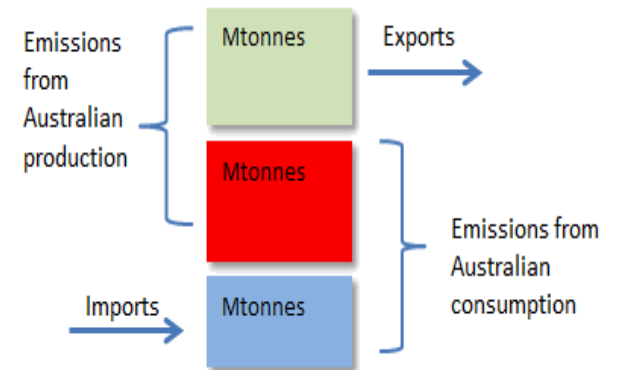 Emissions
from
Australian
production
Mtonnes
Exports
Mtonnes
Emissions from
Australian
consumption
Imports
Mtonnes